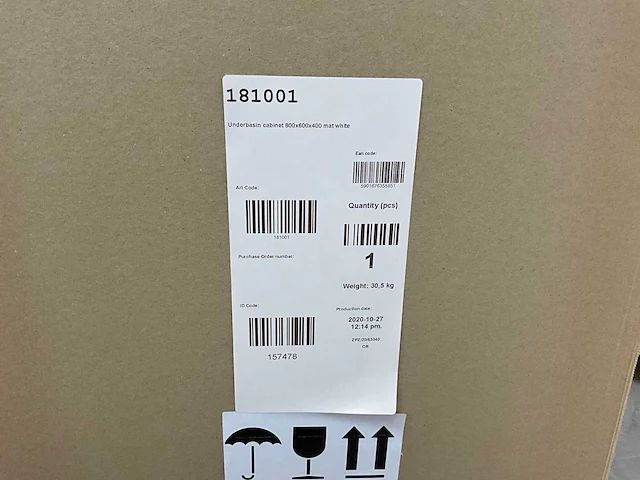 181001
Underbasin cabinet 800x600x400 mat white
Ean code:
Art Code:
181001
Quantity (pcs)
1
Purchase Order number:
Weight: 30,5 kg
ID Code:
157478
Production date:
2020-10-27
12:14 pm.